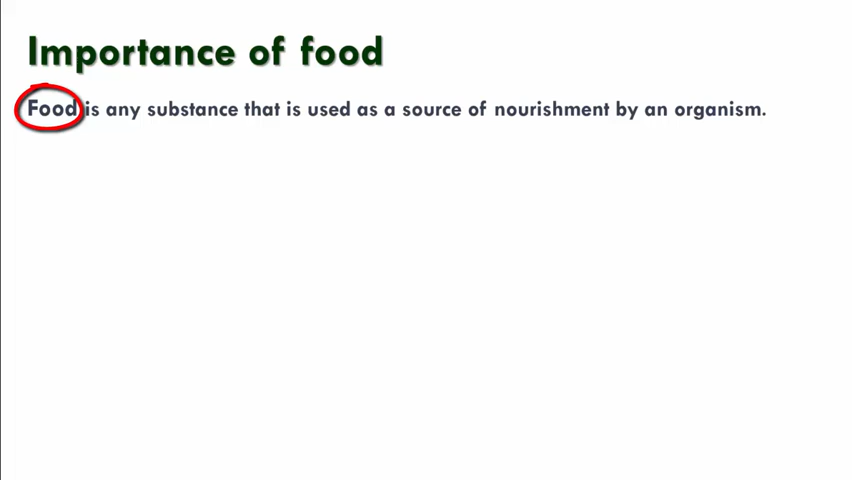 Importance of food
Food is any substance that is used as a source of nourishment by an organism.